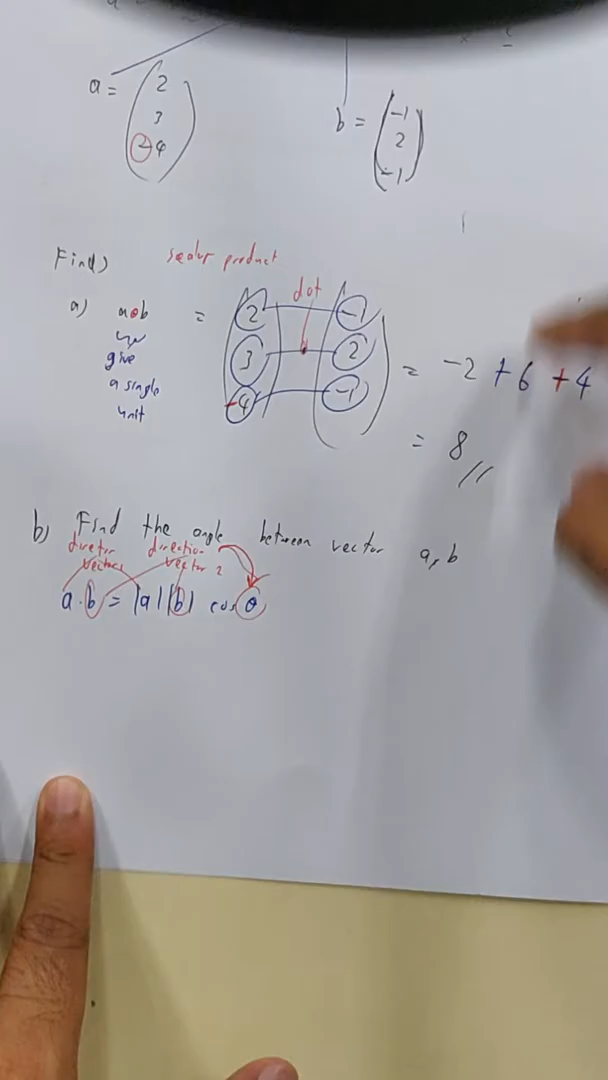 a = ( 2 3 -4 )
b = ( -1 2 -1 )
Find)
scalar product
a) a•b = ( 2 3 -4 ) dot ( -1 2 -1 ) = -2 + 6 + 4
give
a single
unit
= 8 //
b) Find the angle between vector a, b
vector 1 direction vector 2
a . b = |a| |b| cos θ